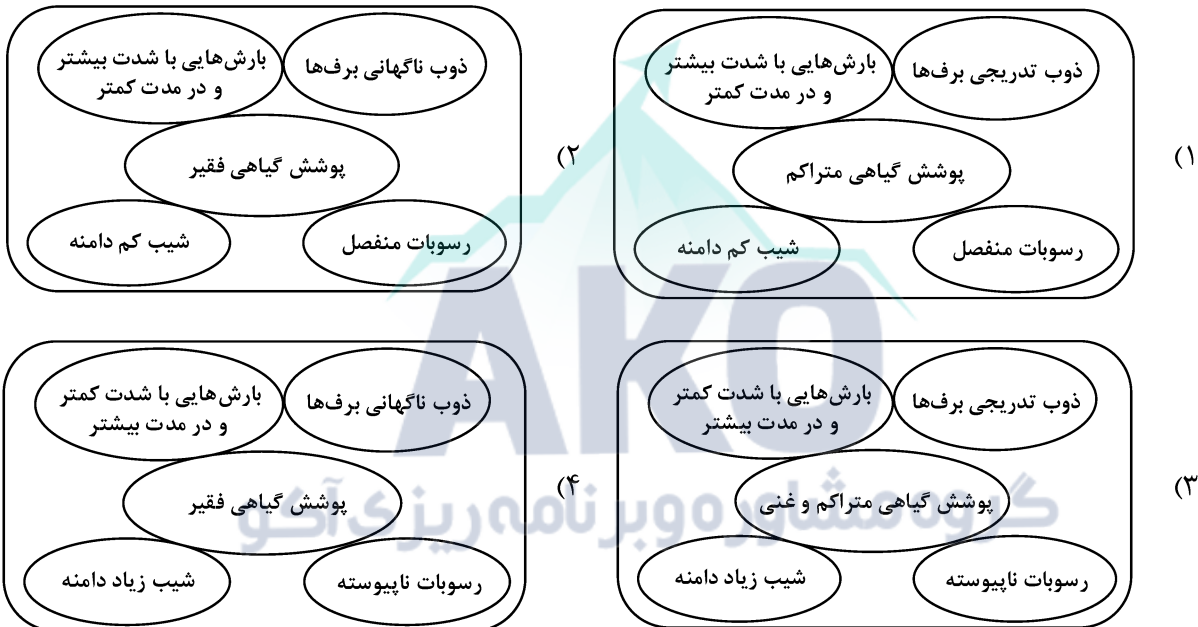 ۱)
ذوب تدریجی برف‌ها
بارش‌هایی با شدت بیشتر
و در مدت کمتر
پوشش گیاهی متراکم
رسوبات منفصل
شیب کم دامنه
۲)
ذوب ناگهانی برف‌ها
بارش‌هایی با شدت بیشتر
و در مدت کمتر
پوشش گیاهی فقیر
رسوبات منفصل
شیب کم دامنه
۳)
ذوب تدریجی برف‌ها
بارش‌هایی با شدت کمتر
و در مدت بیشتر
پوشش گیاهی متراکم و غنی
رسوبات ناپیوسته
شیب زیاد دامنه
۴)
ذوب ناگهانی برف‌ها
بارش‌هایی با شدت کمتر
و در مدت بیشتر
پوشش گیاهی فقیر
رسوبات ناپیوسته
شیب زیاد دامنه
AKO
گروه مشاوره و برنامه ریزی آکو